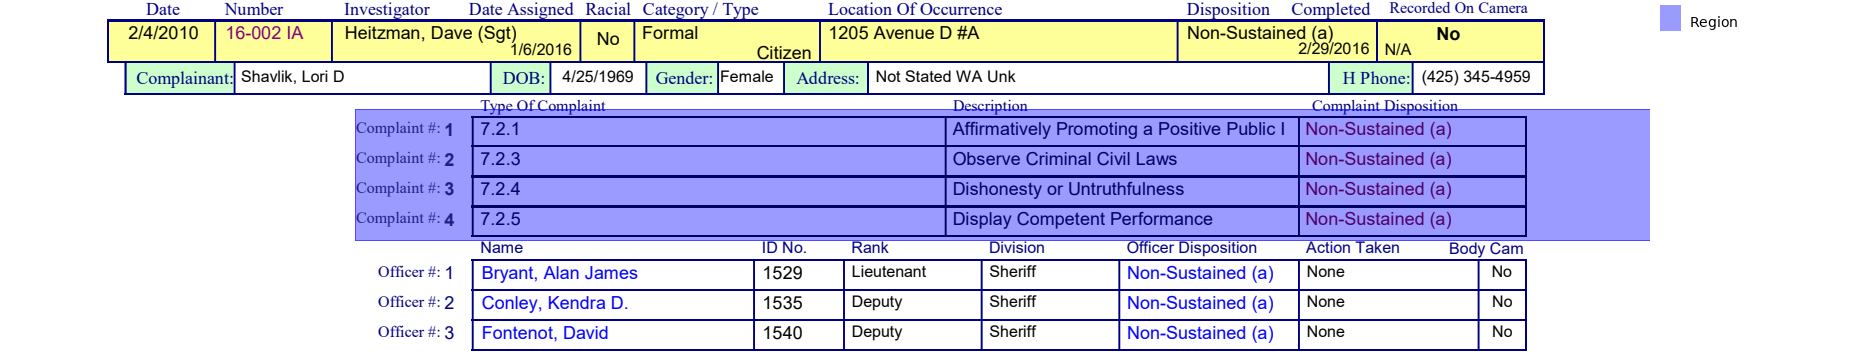 Date Number Investigator Date Assigned Racial Category / Type Location Of Occurrence Disposition Completed Recorded On Camera
2/4/2010 16-002 IA Heitzman, Dave (Sgt) 1/6/2016 No Formal Citizen 1205 Avenue D #A Non-Sustained (a) 2/29/2016 N/A No
Complainant: Shavlik, Lori D DOB: 4/25/1969 Gender: Female Address: Not Stated WA Unk H Phone: (425) 345-4959
Type Of Complaint Description Complaint Disposition
Complaint #: 1 7.2.1 Affirmatively Promoting a Positive Public I Non-Sustained (a)
Complaint #: 2 7.2.3 Observe Criminal Civil Laws Non-Sustained (a)
Complaint #: 3 7.2.4 Dishonesty or Untruthfulness Non-Sustained (a)
Complaint #: 4 7.2.5 Display Competent Performance Non-Sustained (a)
Name ID No. Rank Division Officer Disposition Action Taken Body Cam
Officer #: 1 Bryant, Alan James 1529 Lieutenant Sheriff Non-Sustained (a) None No
Officer #: 2 Conley, Kendra D. 1535 Deputy Sheriff Non-Sustained (a) None No
Officer #: 3 Fontenot, David 1540 Deputy Sheriff Non-Sustained (a) None No
Region